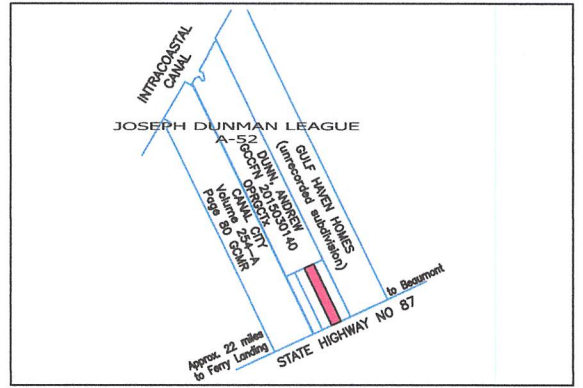 INTRACOASTAL
CANAL
JOSEPH DUNMAN LEAGUE
A-52
GULF HAVEN HOMES
(unrecorded subdivision)
DUNN, ANDREW
GCCFN 2015030140
OPRGCTx
CANAL CITY
Volume 254-A
Page 80 GCMR
to Beaumont
STATE HIGHWAY NO 87
Approx. 22 miles
to Ferry Landing